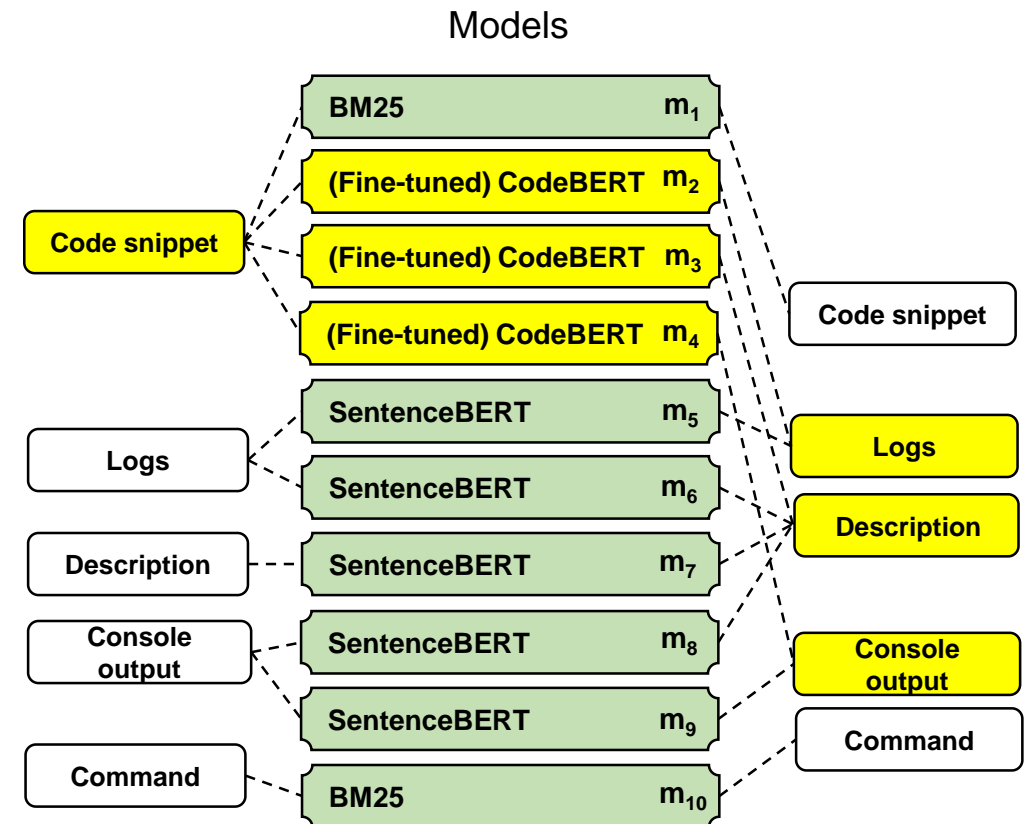 Models
BM25 m1
(Fine-tuned) CodeBERT m2
(Fine-tuned) CodeBERT m3
(Fine-tuned) CodeBERT m4
SentenceBERT m5
SentenceBERT m6
SentenceBERT m7
SentenceBERT m8
SentenceBERT m9
BM25 m10
Code snippet
Logs
Description
Console
output
Command
Code snippet
Logs
Description
Console
output
Command